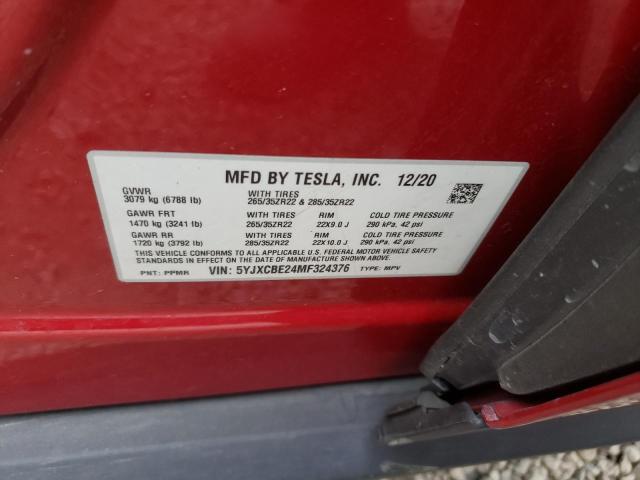 MFD BY TESLA, INC. 12/20
GVWR
3079 kg (6788 lb)
WITH TIRES
265/35ZR22 & 285/35ZR22
GAWR FRT
1470 kg (3241 lb)
WITH TIRES
265/35ZR22
RIM
22X9.0 J
COLD TIRE PRESSURE
290 kPa, 42 psi
GAWR RR
1720 kg (3792 lb)
WITH TIRES
285/35ZR22
RIM
22X10.0 J
COLD TIRE PRESSURE
290 kPa, 42 psi
THIS VEHICLE CONFORMS TO ALL APPLICABLE U.S. FEDERAL MOTOR VEHICLE SAFETY
STANDARDS IN EFFECT ON THE DATE OF MANUFACTURE SHOWN ABOVE.
PNT: PPMR VIN: 5YJXCBE24MF324376 TYPE: MPV